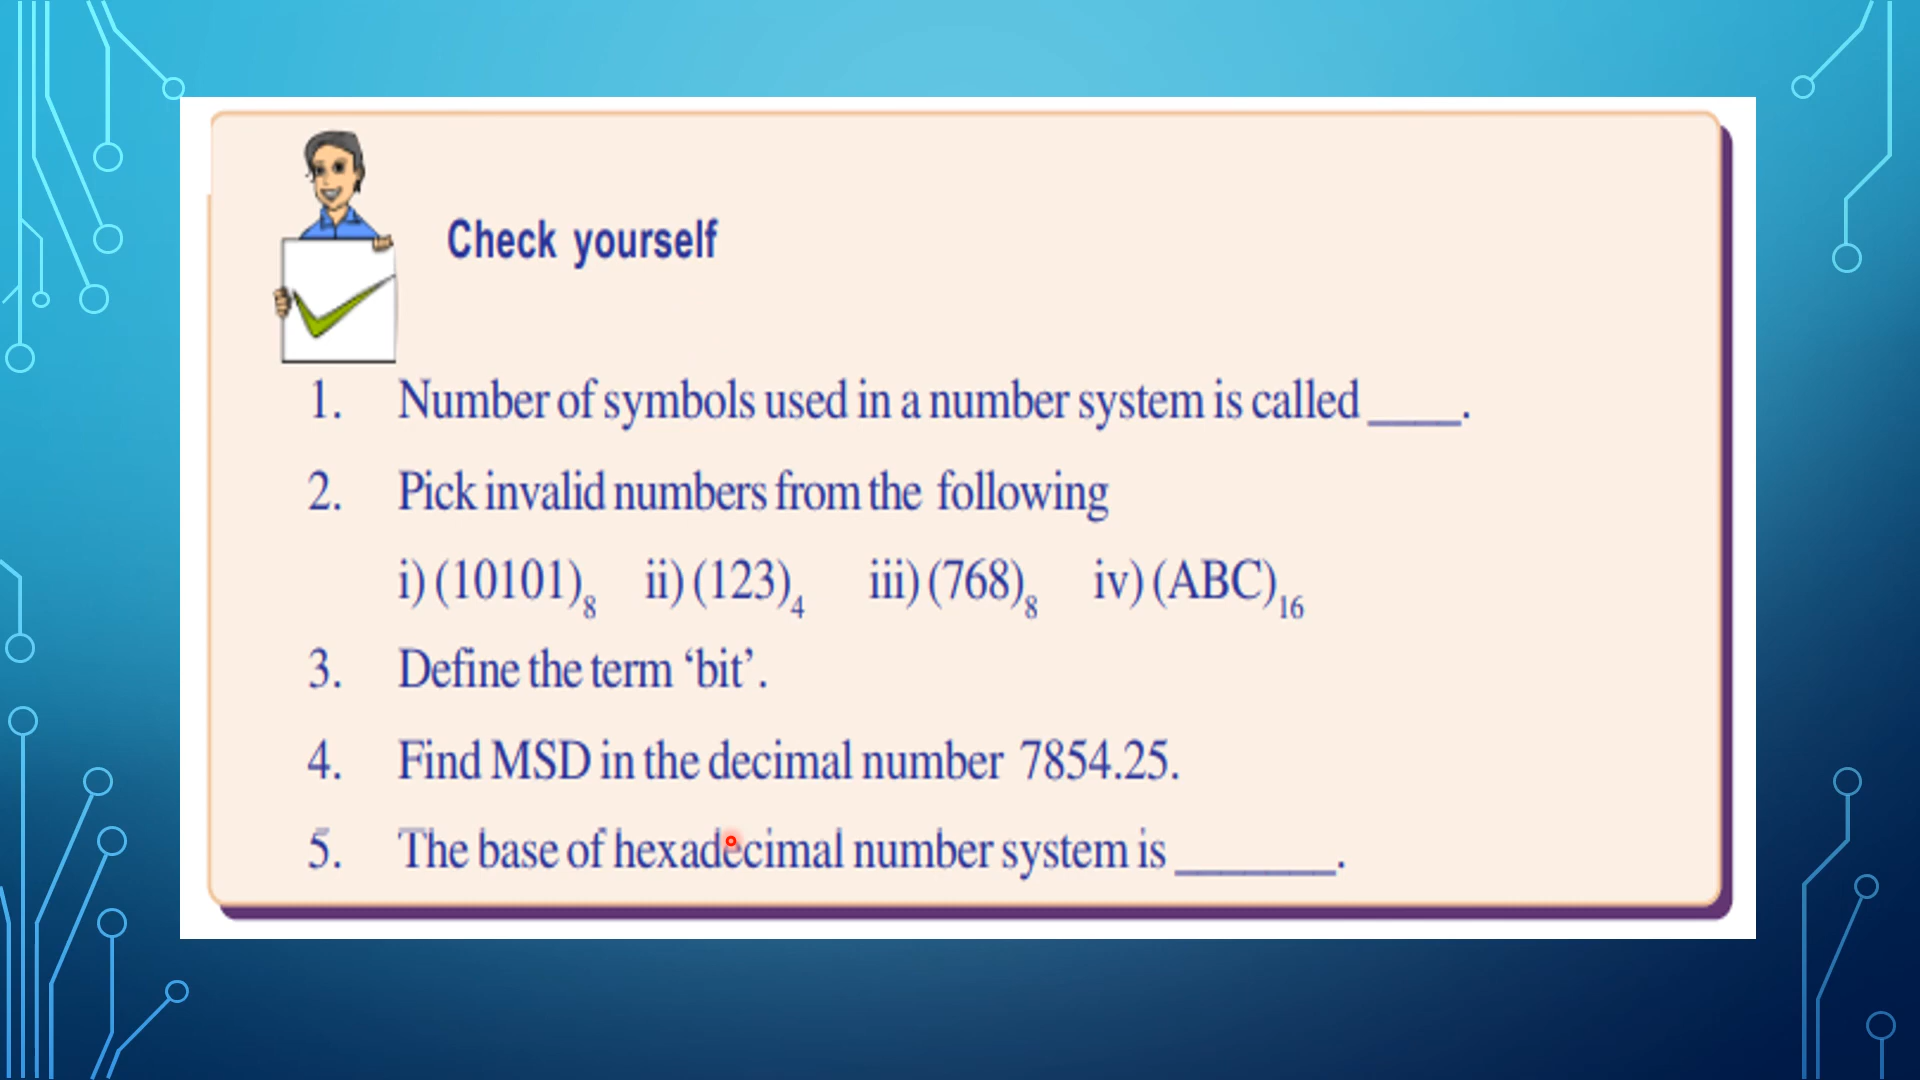 Check yourself
1. Number of symbols used in a number system is called ____.
2. Pick invalid numbers from the following
i) (10101)₈ ii) (123)₄ iii) (768)₈ iv) (ABC)₁₆
3. Define the term ‘bit’.
4. Find MSD in the decimal number 7854.25.
5. The base of hexadecimal number system is _______.